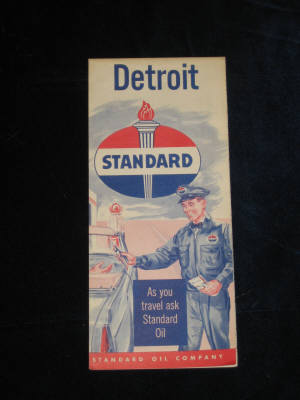 Detroit
STANDARD
As you
travel ask
Standard
Oil
STANDARD OIL COMPANY